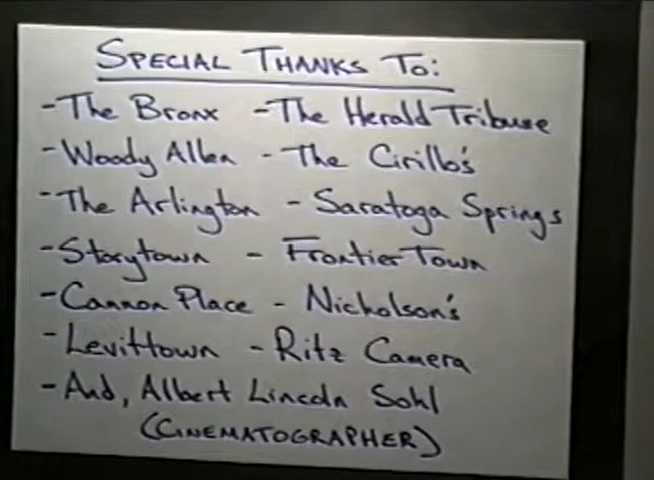 SPECIAL THANKS TO:
- The Bronx - The Herald Tribune
- Woody Allen - The Cirillo's
- The Arlington - Saratoga Springs
- Storytown - Frontier Town
- Cannon Place - Nicholson's
- Levittown - Ritz Camera
- And, Albert Lincoln Sohl
(CINEMATOGRAPHER)